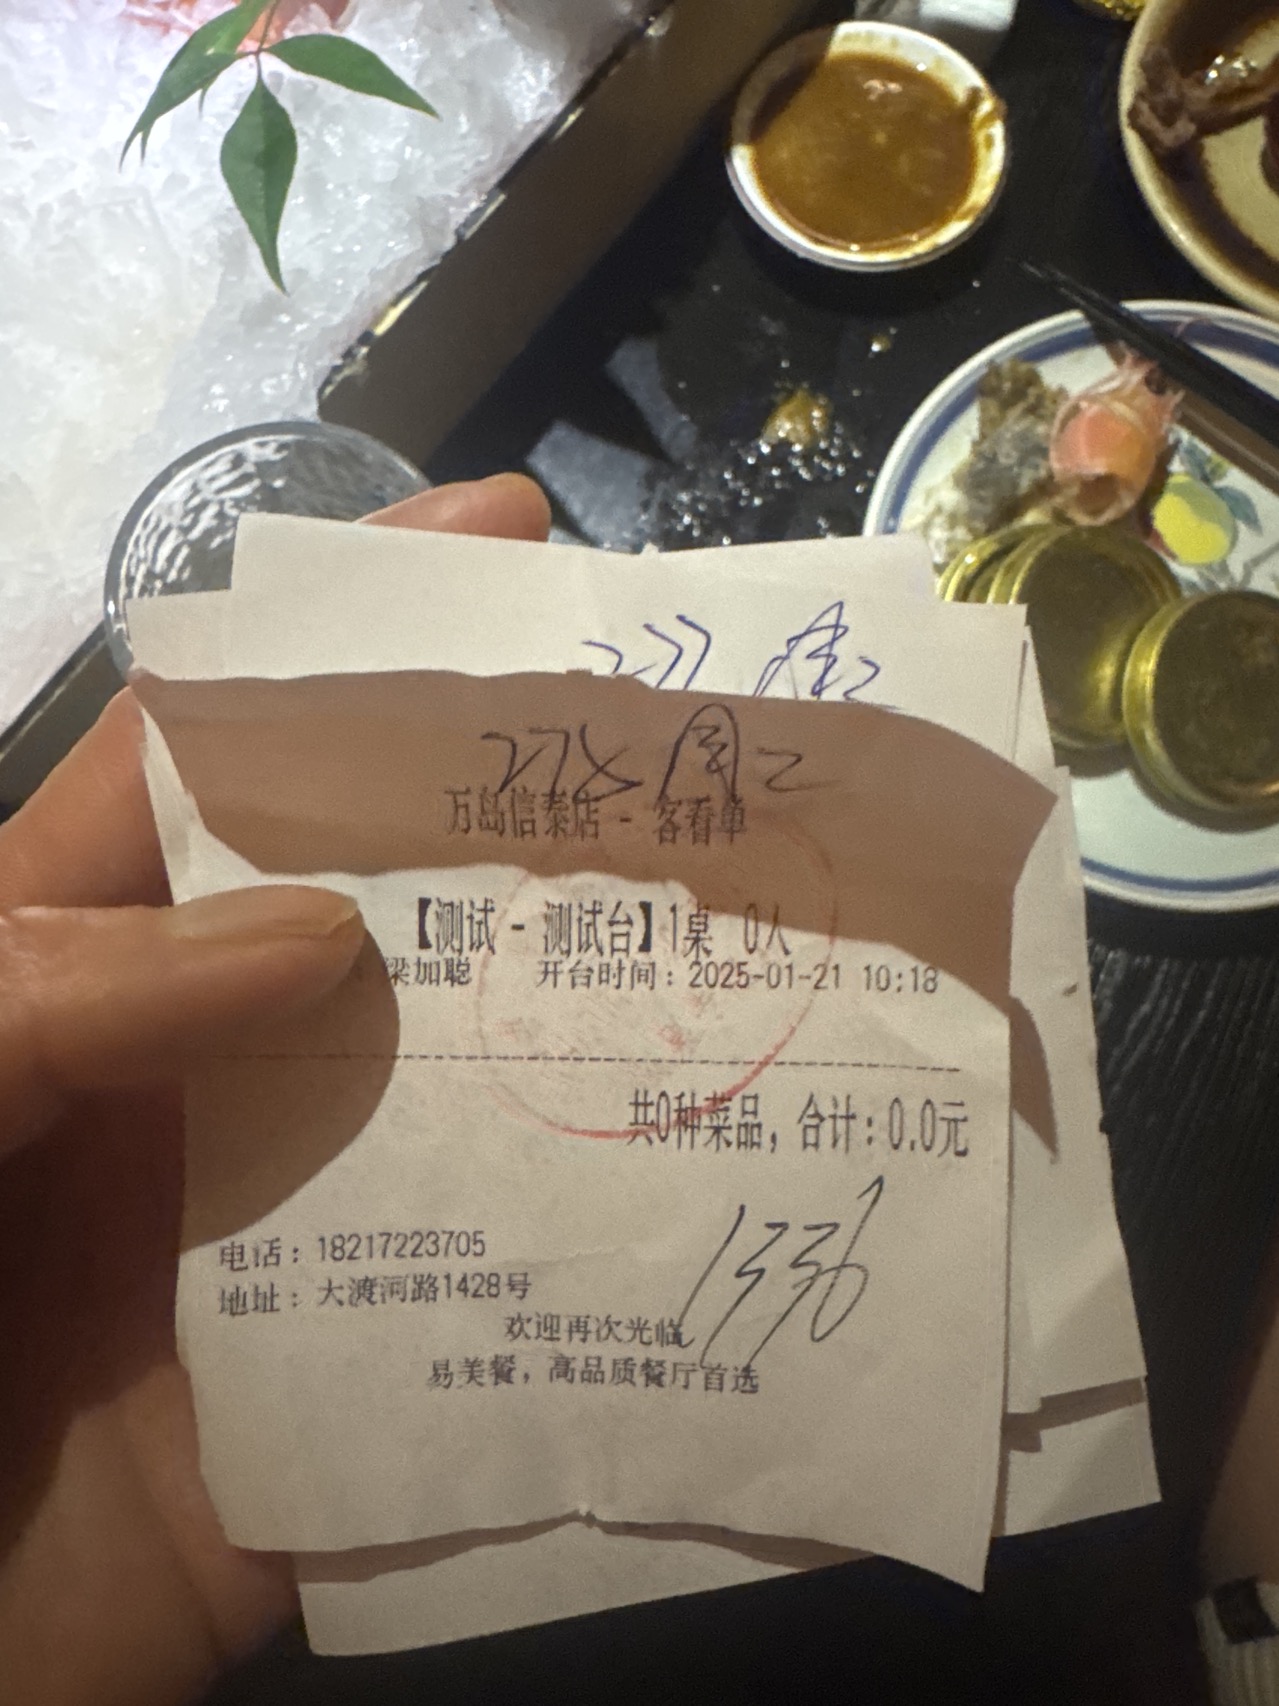 万岛信泰店 - 客看单
【测试 - 测试台】1桌 0人
梁加聪 开台时间：2025-01-21 10:18
共0种菜品，合计：0.0元
电话：18217223705
地址：大渡河路1428号
欢迎再次光临
易美餐，高品质餐厅首选